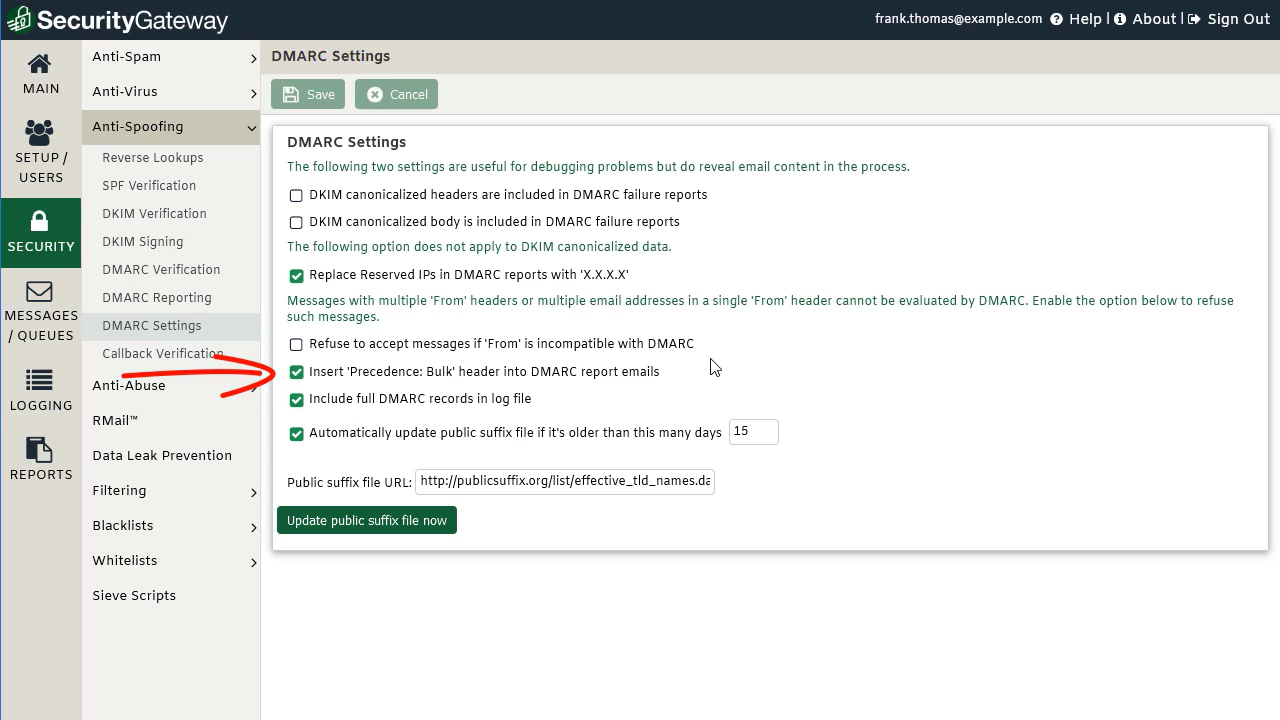 SecurityGateway
frank.thomas@example.com Help | About | Sign Out
MAIN
SETUP /
USERS
SECURITY
MESSAGES
/ QUEUES
LOGGING
REPORTS
Anti-Spam
Anti-Virus
Anti-Spoofing
Reverse Lookups
SPF Verification
DKIM Verification
DKIM Signing
DMARC Verification
DMARC Reporting
DMARC Settings
Callback Verification
Anti-Abuse
RMail™
Data Leak Prevention
Filtering
Blacklists
Whitelists
Sieve Scripts
DMARC Settings
Save Cancel
DMARC Settings
The following two settings are useful for debugging problems but do reveal email content in the process.
DKIM canonicalized headers are included in DMARC failure reports
DKIM canonicalized body is included in DMARC failure reports
The following option does not apply to DKIM canonicalized data.
Replace Reserved IPs in DMARC reports with 'X.X.X.X'
Messages with multiple 'From' headers or multiple email addresses in a single 'From' header cannot be evaluated by DMARC. Enable the option below to refuse
such messages.
Refuse to accept messages if 'From' is incompatible with DMARC
Insert 'Precedence: Bulk' header into DMARC report emails
Include full DMARC records in log file
Automatically update public suffix file if it's older than this many days 15
Public suffix file URL: http://publicsuffix.org/list/effective_tld_names.da
Update public suffix file now